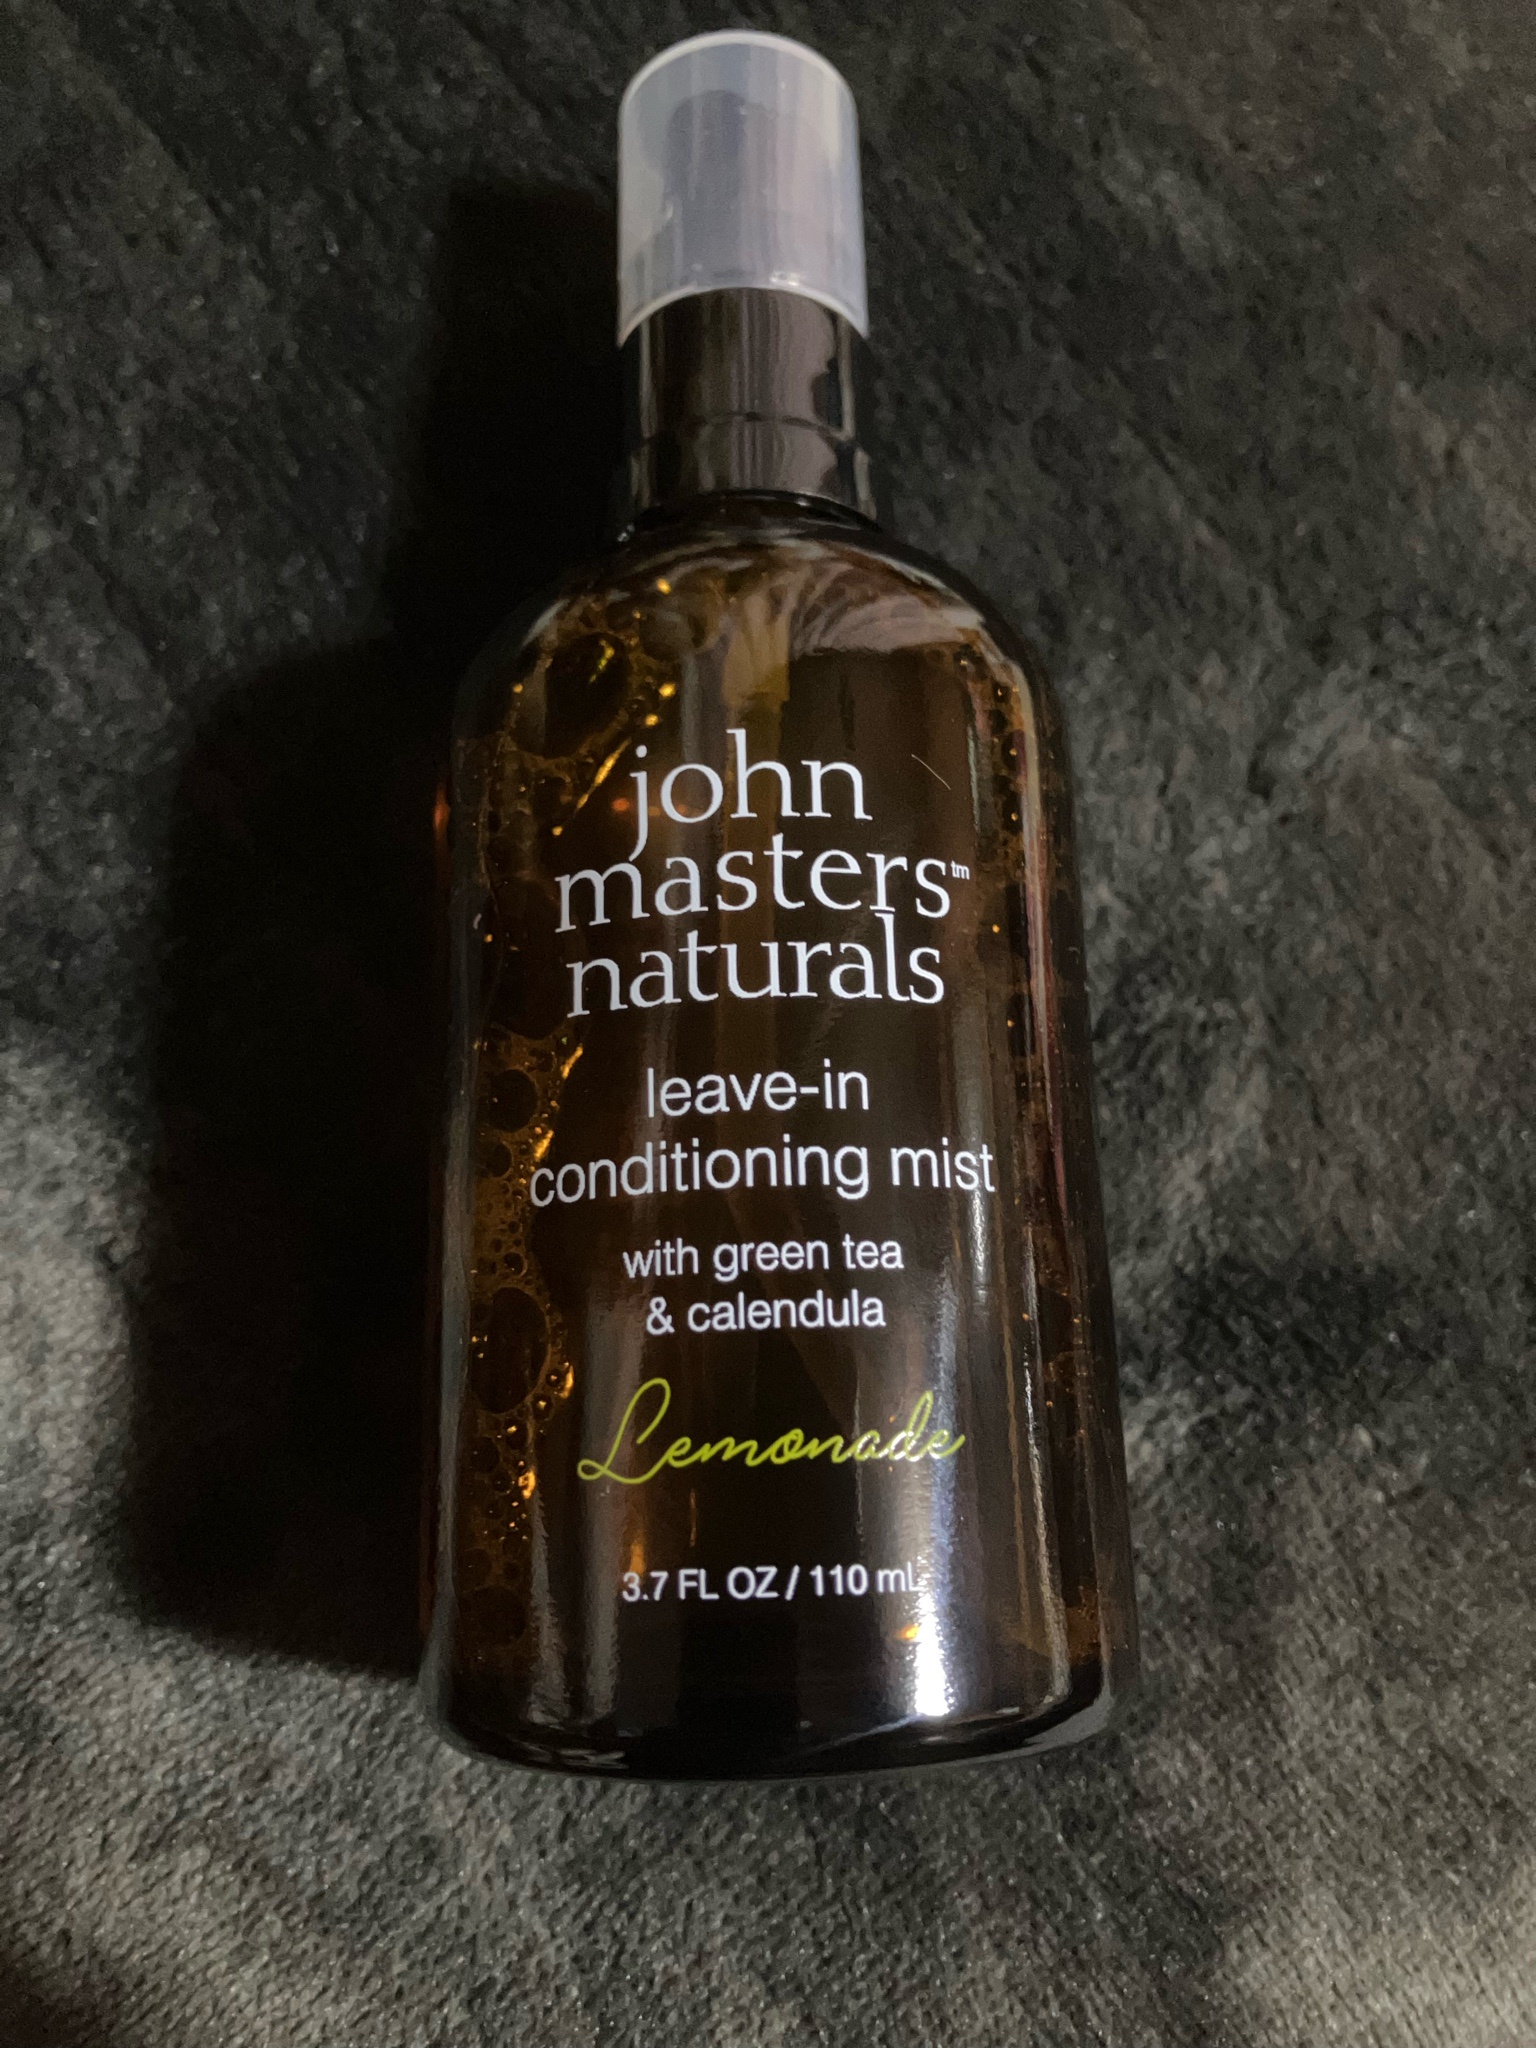 john
masters™
naturals
leave-in
conditioning mist
with green tea
& calendula
Lemonade
3.7 FL OZ / 110 mL